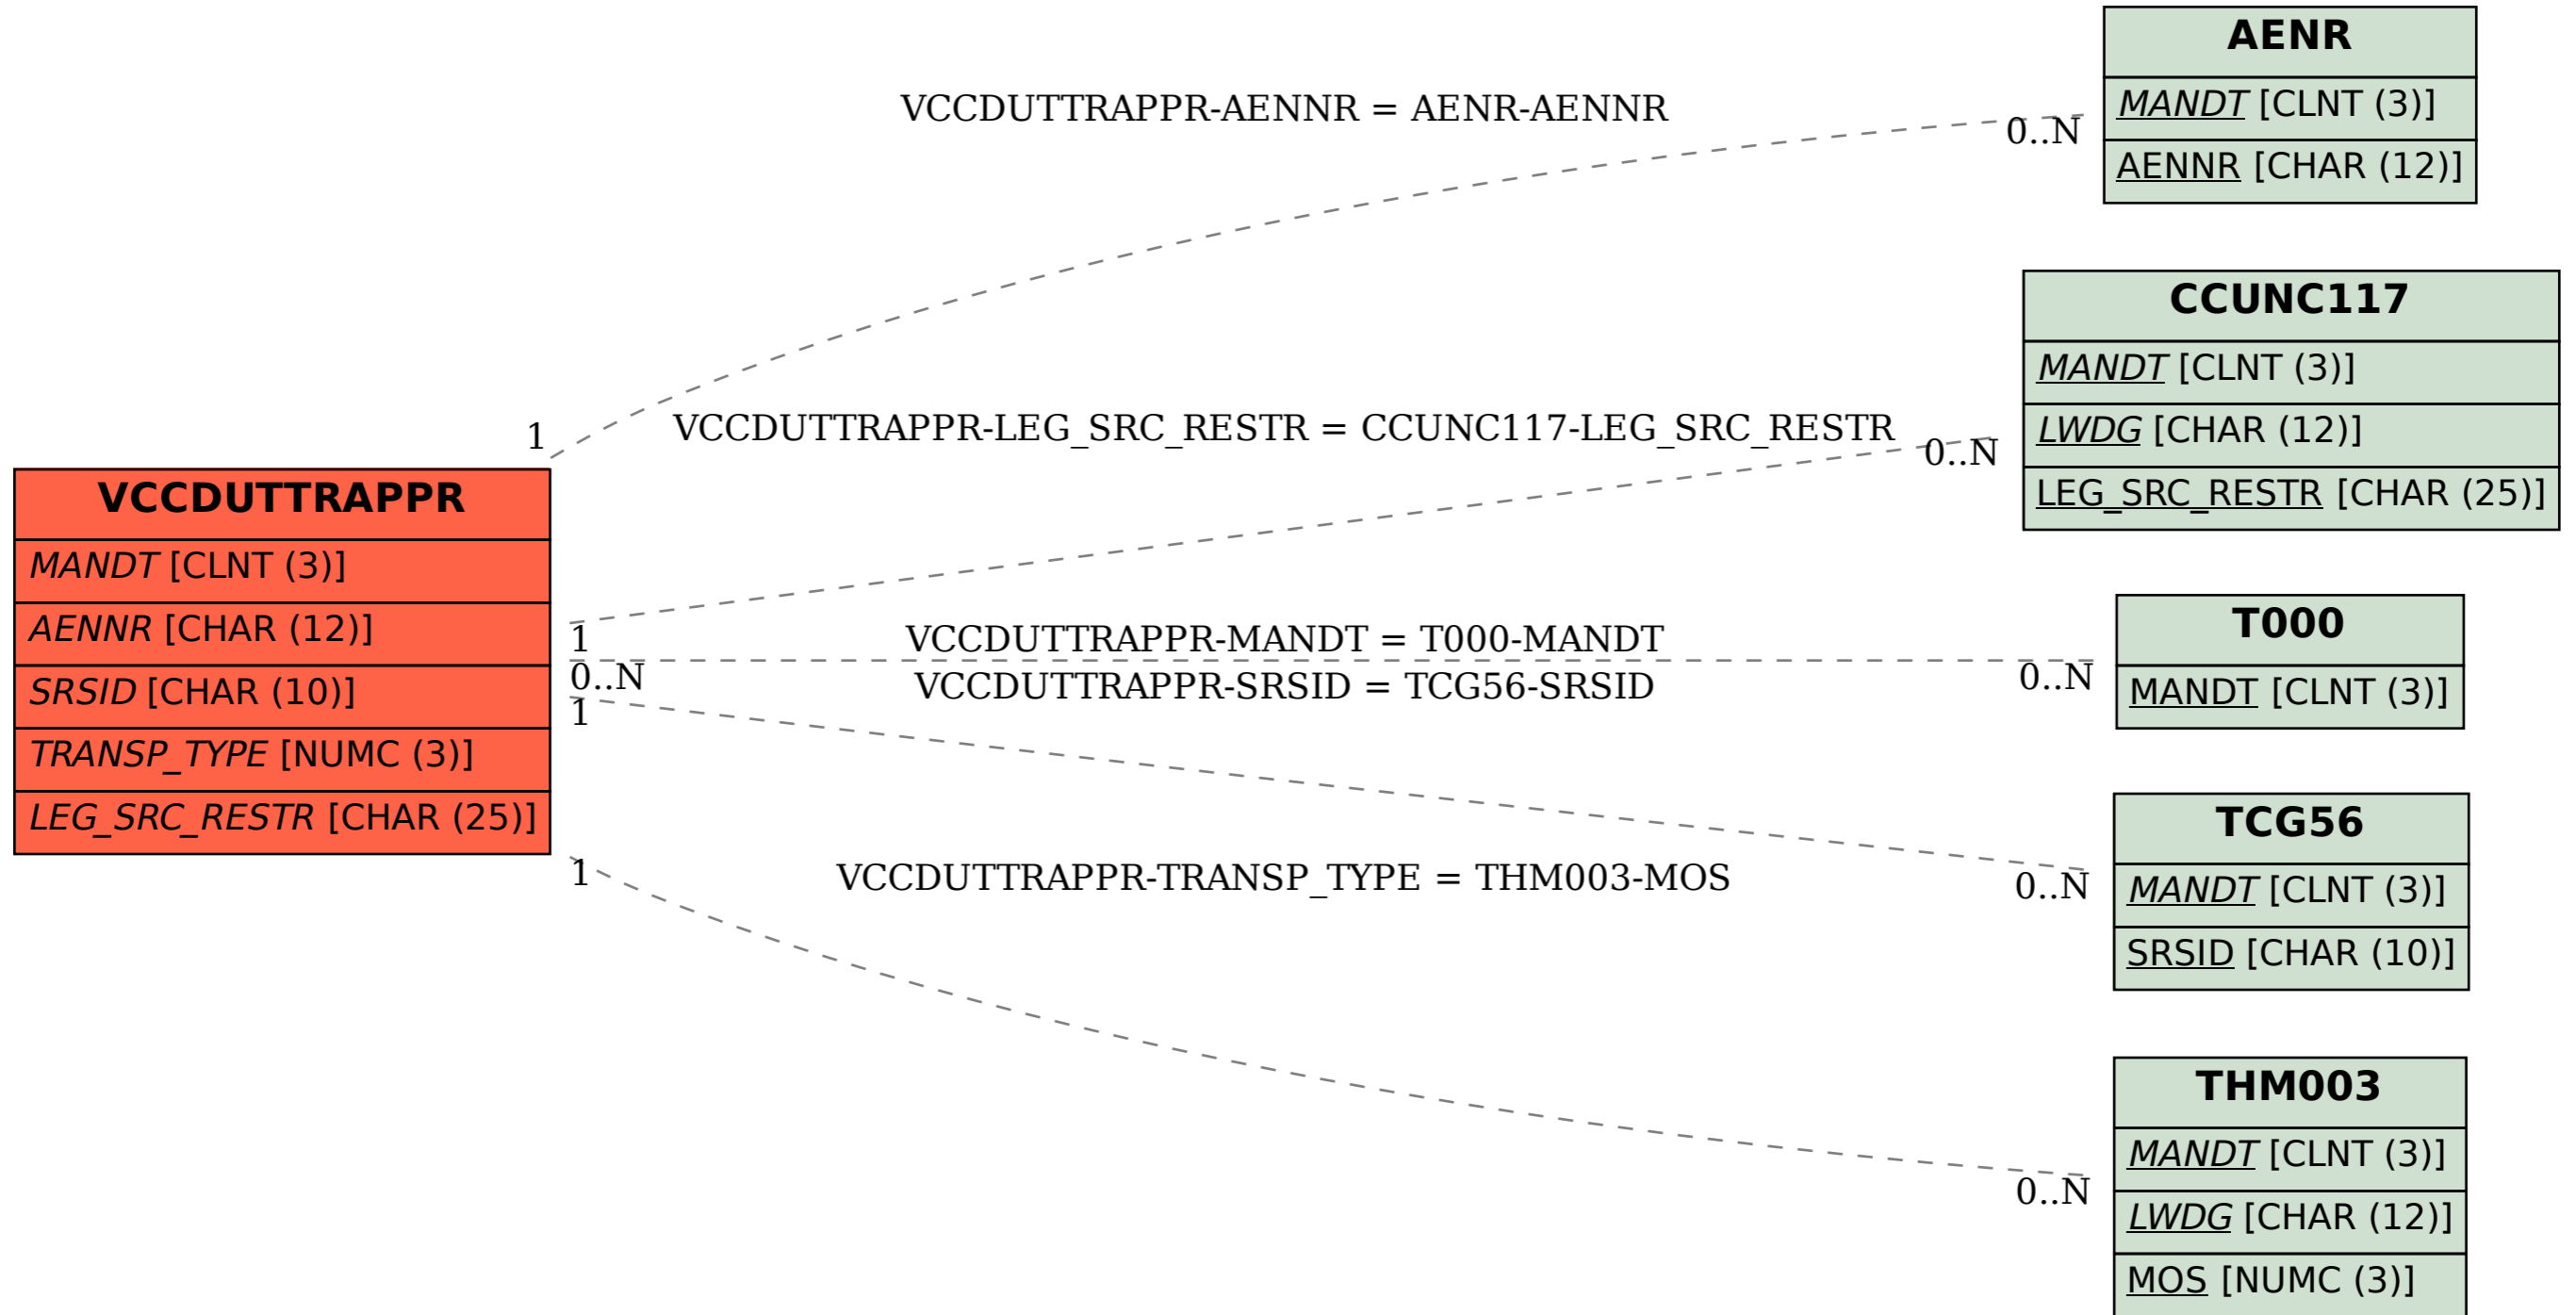 AENR
MANDT [CLNT (3)]
AENNR [CHAR (12)]
VCCDUTTRAPPR-AENNR = AENR-AENNR
0..N
1
CCUNC117
MANDT [CLNT (3)]
LWDG [CHAR (12)]
LEG_SRC_RESTR [CHAR (25)]
VCCDUTTRAPPR-LEG_SRC_RESTR = CCUNC117-LEG_SRC_RESTR
0..N
1
VCCDUTTRAPPR
MANDT [CLNT (3)]
AENNR [CHAR (12)]
SRSID [CHAR (10)]
TRANSP_TYPE [NUMC (3)]
LEG_SRC_RESTR [CHAR (25)]
VCCDUTTRAPPR-MANDT = T000-MANDT
0..N
0..N
T000
MANDT [CLNT (3)]
VCCDUTTRAPPR-SRSID = TCG56-SRSID
1
0..N
TCG56
MANDT [CLNT (3)]
SRSID [CHAR (10)]
VCCDUTTRAPPR-TRANSP_TYPE = THM003-MOS
1
0..N
THM003
MANDT [CLNT (3)]
LWDG [CHAR (12)]
MOS [NUMC (3)]